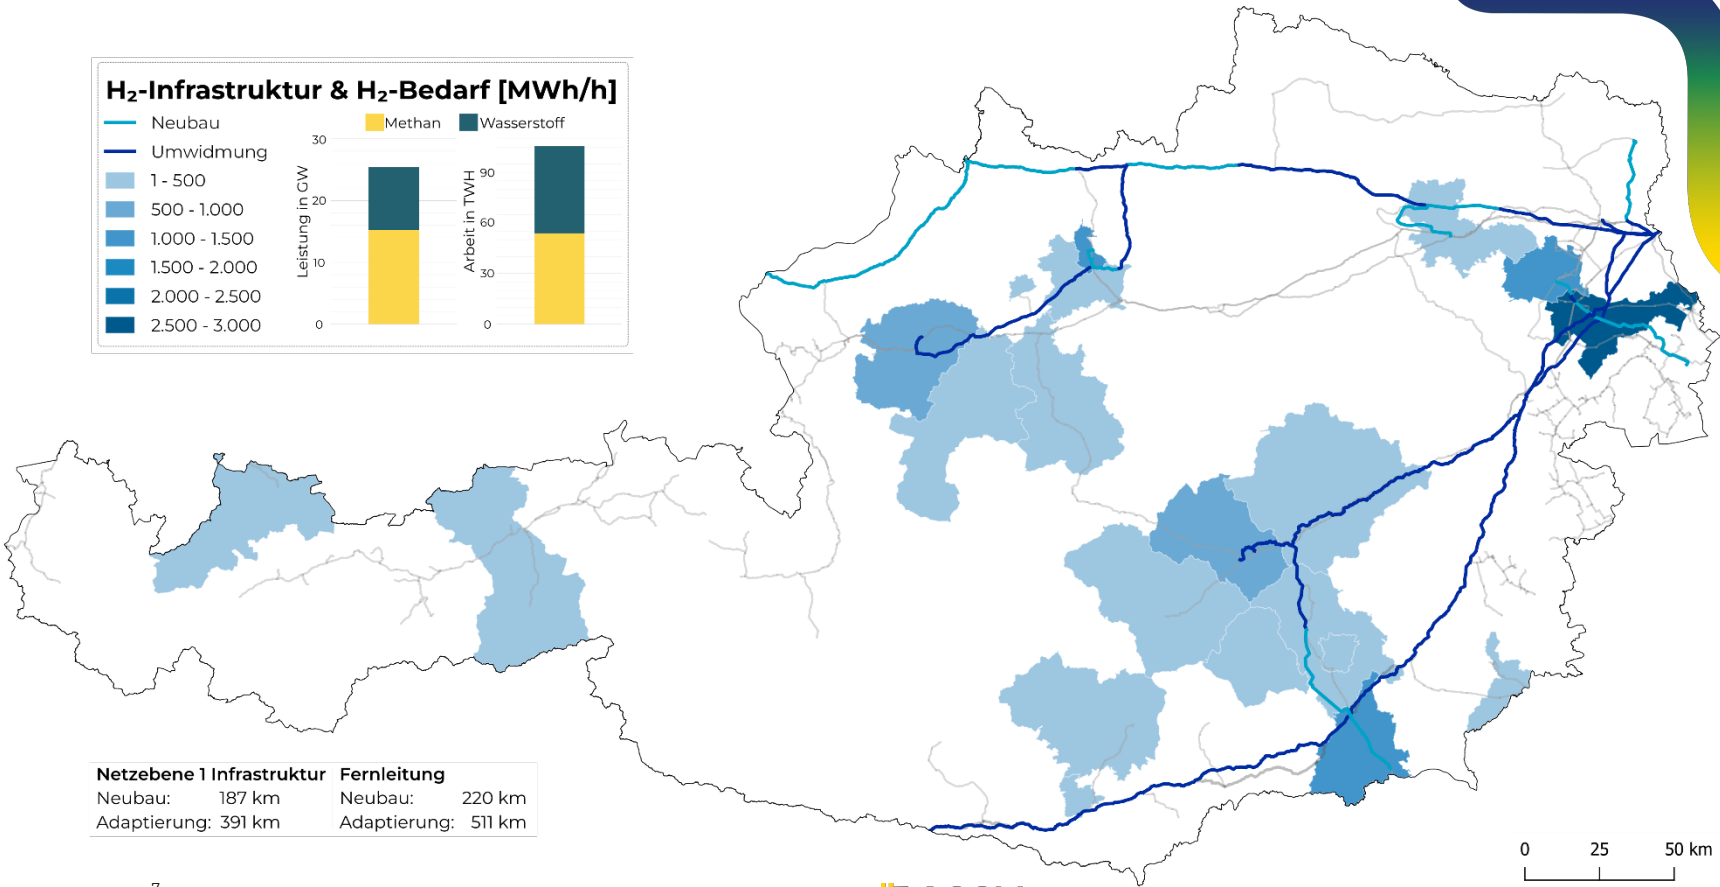 H₂-Infrastruktur & H₂-Bedarf [MWh/h]
Neubau
Umwidmung
1 - 500
500 - 1.000
1.000 - 1.500
1.500 - 2.000
2.000 - 2.500
2.500 - 3.000
Methan
Wasserstoff
Leistung in GW
30
20
10
0
Arbeit in TWH
90
60
30
0
Netzebene 1 Infrastruktur
Neubau: 187 km
Adaptierung: 391 km
Fernleitung
Neubau: 220 km
Adaptierung: 511 km
0 25 50 km